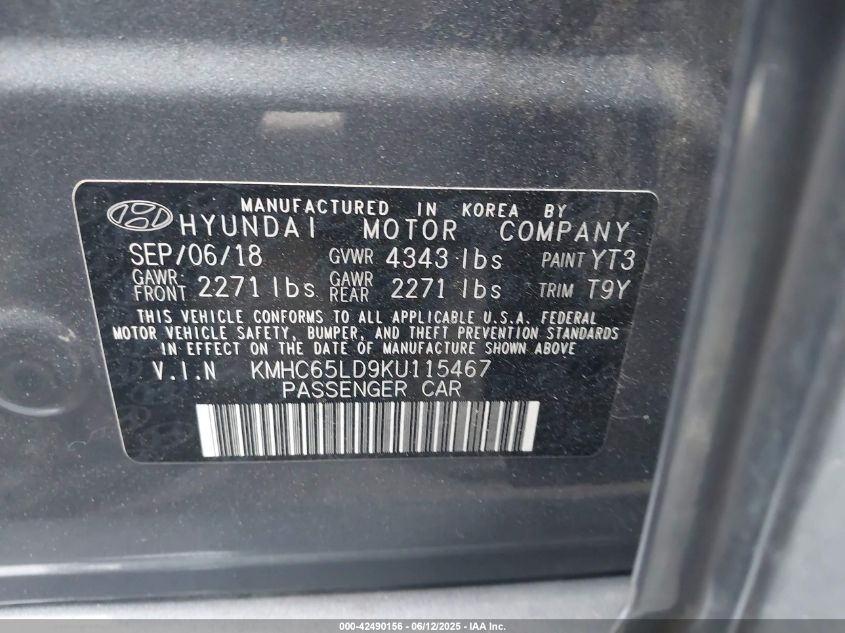 MANUFACTURED IN KOREA BY
HYUNDAI MOTOR COMPANY
SEP/06/18 GVWR 4343 lbs PAINT YT3
GAWR FRONT 2271 lbs GAWR REAR 2271 lbs TRIM T9Y
THIS VEHICLE CONFORMS TO ALL APPLICABLE U.S.A. FEDERAL
MOTOR VEHICLE SAFETY, BUMPER, AND THEFT PREVENTION STANDARDS
IN EFFECT ON THE DATE OF MANUFACTURE SHOWN ABOVE
V.I.N KMHC65LD9KU115467
PASSENGER CAR
000-42490156 - 06/12/2025 - IAA Inc.